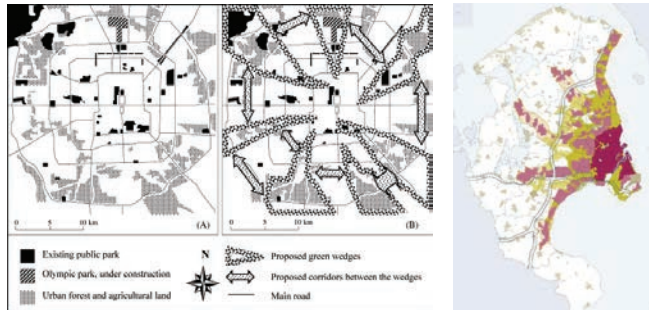 0 5 10 km (A)
0 5 10 km (B)
Existing public park
Olympic park, under construction
Urban forest and agricultural land
N
Proposed green wedges
Proposed corridors between the wedges
Main road